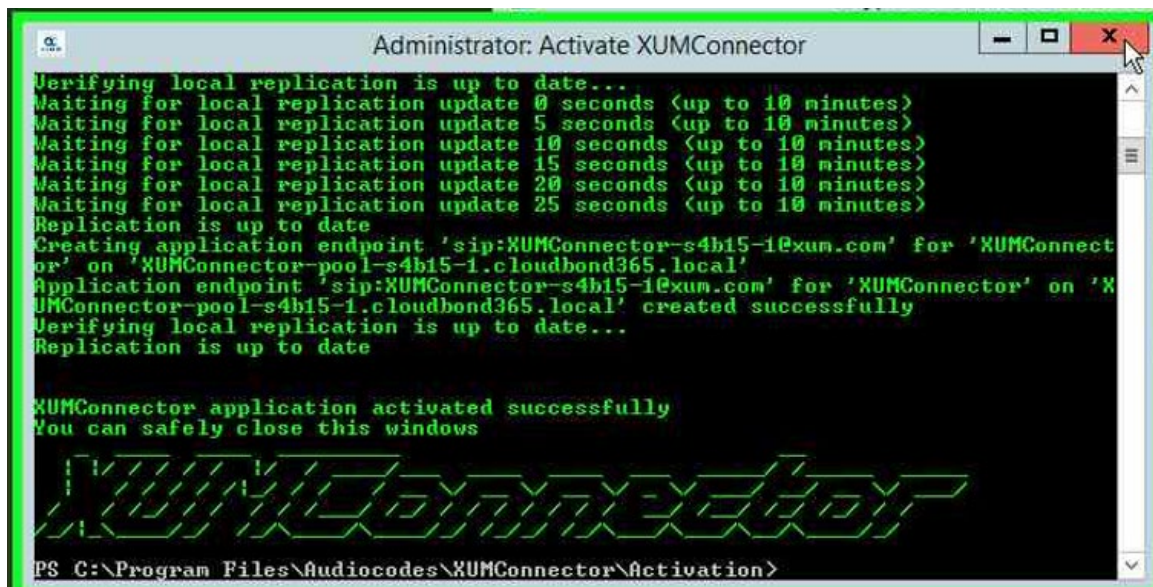 Administrator: Activate XUMConnector
Verifying local replication is up to date...
Waiting for local replication update 0 seconds (up to 10 minutes)
Waiting for local replication update 5 seconds (up to 10 minutes)
Waiting for local replication update 10 seconds (up to 10 minutes)
Waiting for local replication update 15 seconds (up to 10 minutes)
Waiting for local replication update 20 seconds (up to 10 minutes)
Waiting for local replication update 25 seconds (up to 10 minutes)
Replication is up to date
Creating application endpoint 'sip:XUMConnector-s4b15-1@xum.com' for 'XUMConnect
or' on 'XUMConnector-pool-s4b15-1.cloudbond365.local'
Application endpoint 'sip:XUMConnector-s4b15-1@xum.com' for 'XUMConnector' on 'X
UMConnector-pool-s4b15-1.cloudbond365.local' created successfully
Verifying local replication is up to date...
Replication is up to date
XUMConnector application activated successfully
You can safely close this windows
XUMConnector
PS C:\Program Files\Audiocodes\XUMConnector\Activation>